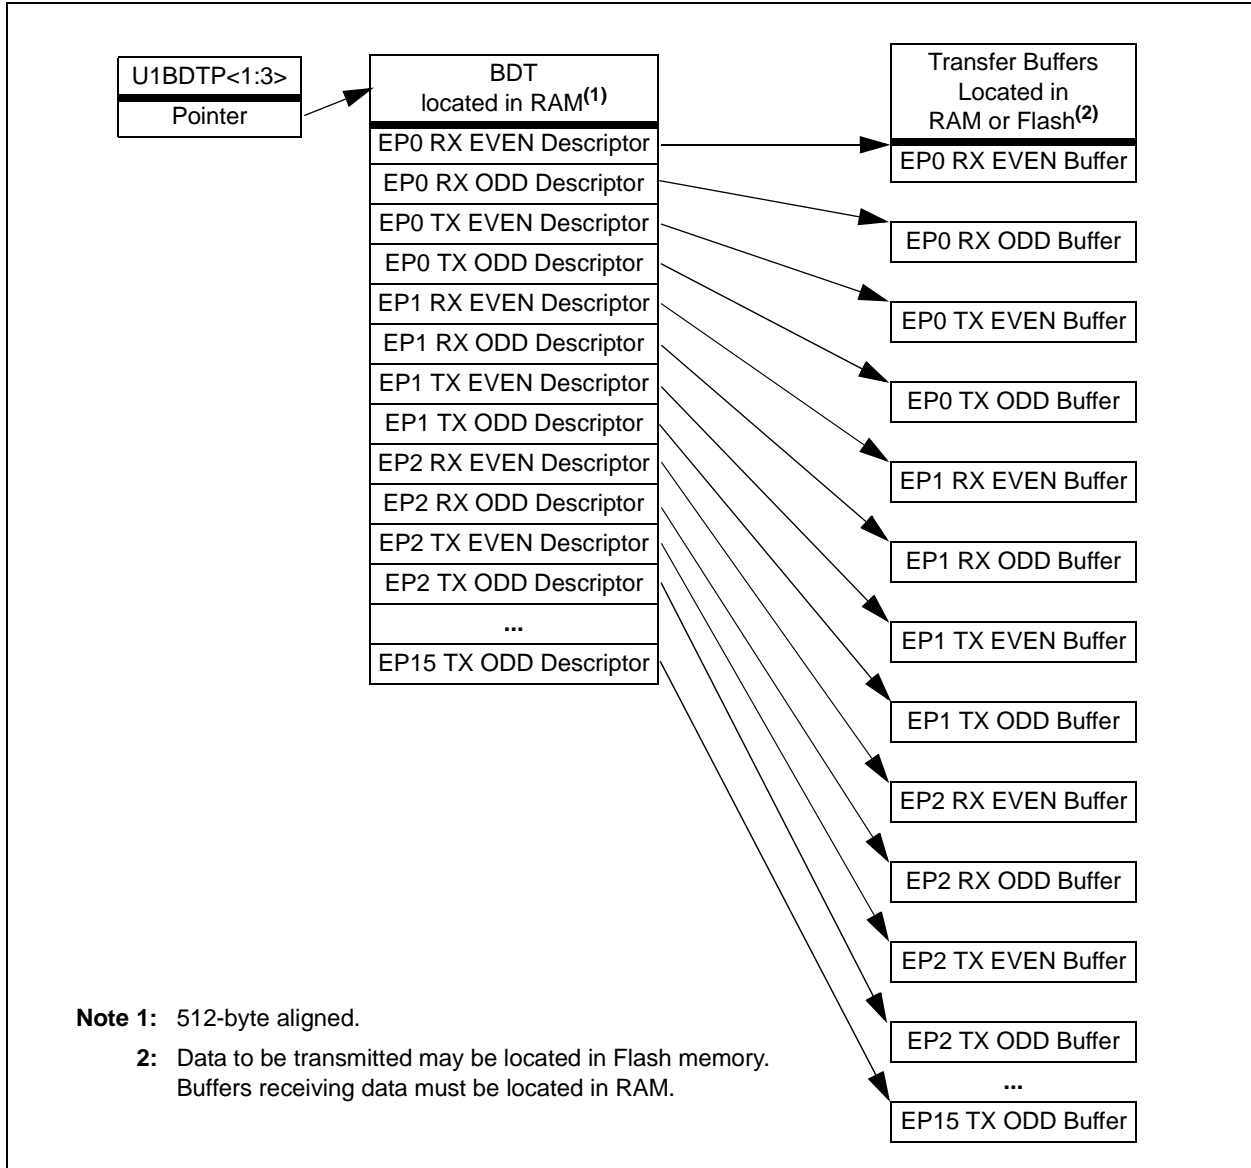 U1BDTP<1:3>
Pointer
BDT
located in RAM(1)
EP0 RX EVEN Descriptor
EP0 RX ODD Descriptor
EP0 TX EVEN Descriptor
EP0 TX ODD Descriptor
EP1 RX EVEN Descriptor
EP1 RX ODD Descriptor
EP1 TX EVEN Descriptor
EP1 TX ODD Descriptor
EP2 RX EVEN Descriptor
EP2 RX ODD Descriptor
EP2 TX EVEN Descriptor
EP2 TX ODD Descriptor
...
EP15 TX ODD Descriptor
Transfer Buffers
Located in
RAM or Flash(2)
EP0 RX EVEN Buffer
EP0 RX ODD Buffer
EP0 TX EVEN Buffer
EP0 TX ODD Buffer
EP1 RX EVEN Buffer
EP1 RX ODD Buffer
EP1 TX EVEN Buffer
EP1 TX ODD Buffer
EP2 RX EVEN Buffer
EP2 RX ODD Buffer
EP2 TX EVEN Buffer
EP2 TX ODD Buffer
...
EP15 TX ODD Buffer
Note 1: 512-byte aligned.
2: Data to be transmitted may be located in Flash memory.
Buffers receiving data must be located in RAM.